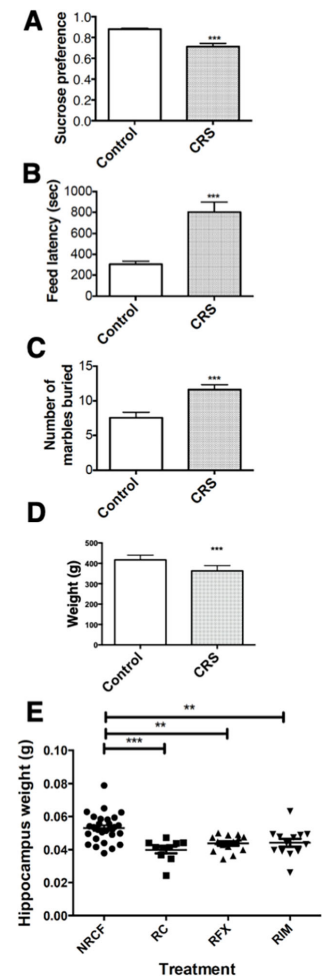 A
Sucrose preference
1.0
0.8
0.6
0.4
0.2
0.0
***
Control
CRS
B
Feed latency (sec)
1000
800
600
400
200
0
***
Control
CRS
C
Number of
marbles buried
15
10
5
0
***
Control
CRS
D
Weight (g)
500
400
300
200
100
0
***
Control
CRS
E
**
**
***
Hippocampus weight (g)
0.10
0.08
0.06
0.04
0.02
0.00
NRCF
RC
RFX
RIM
Treatment